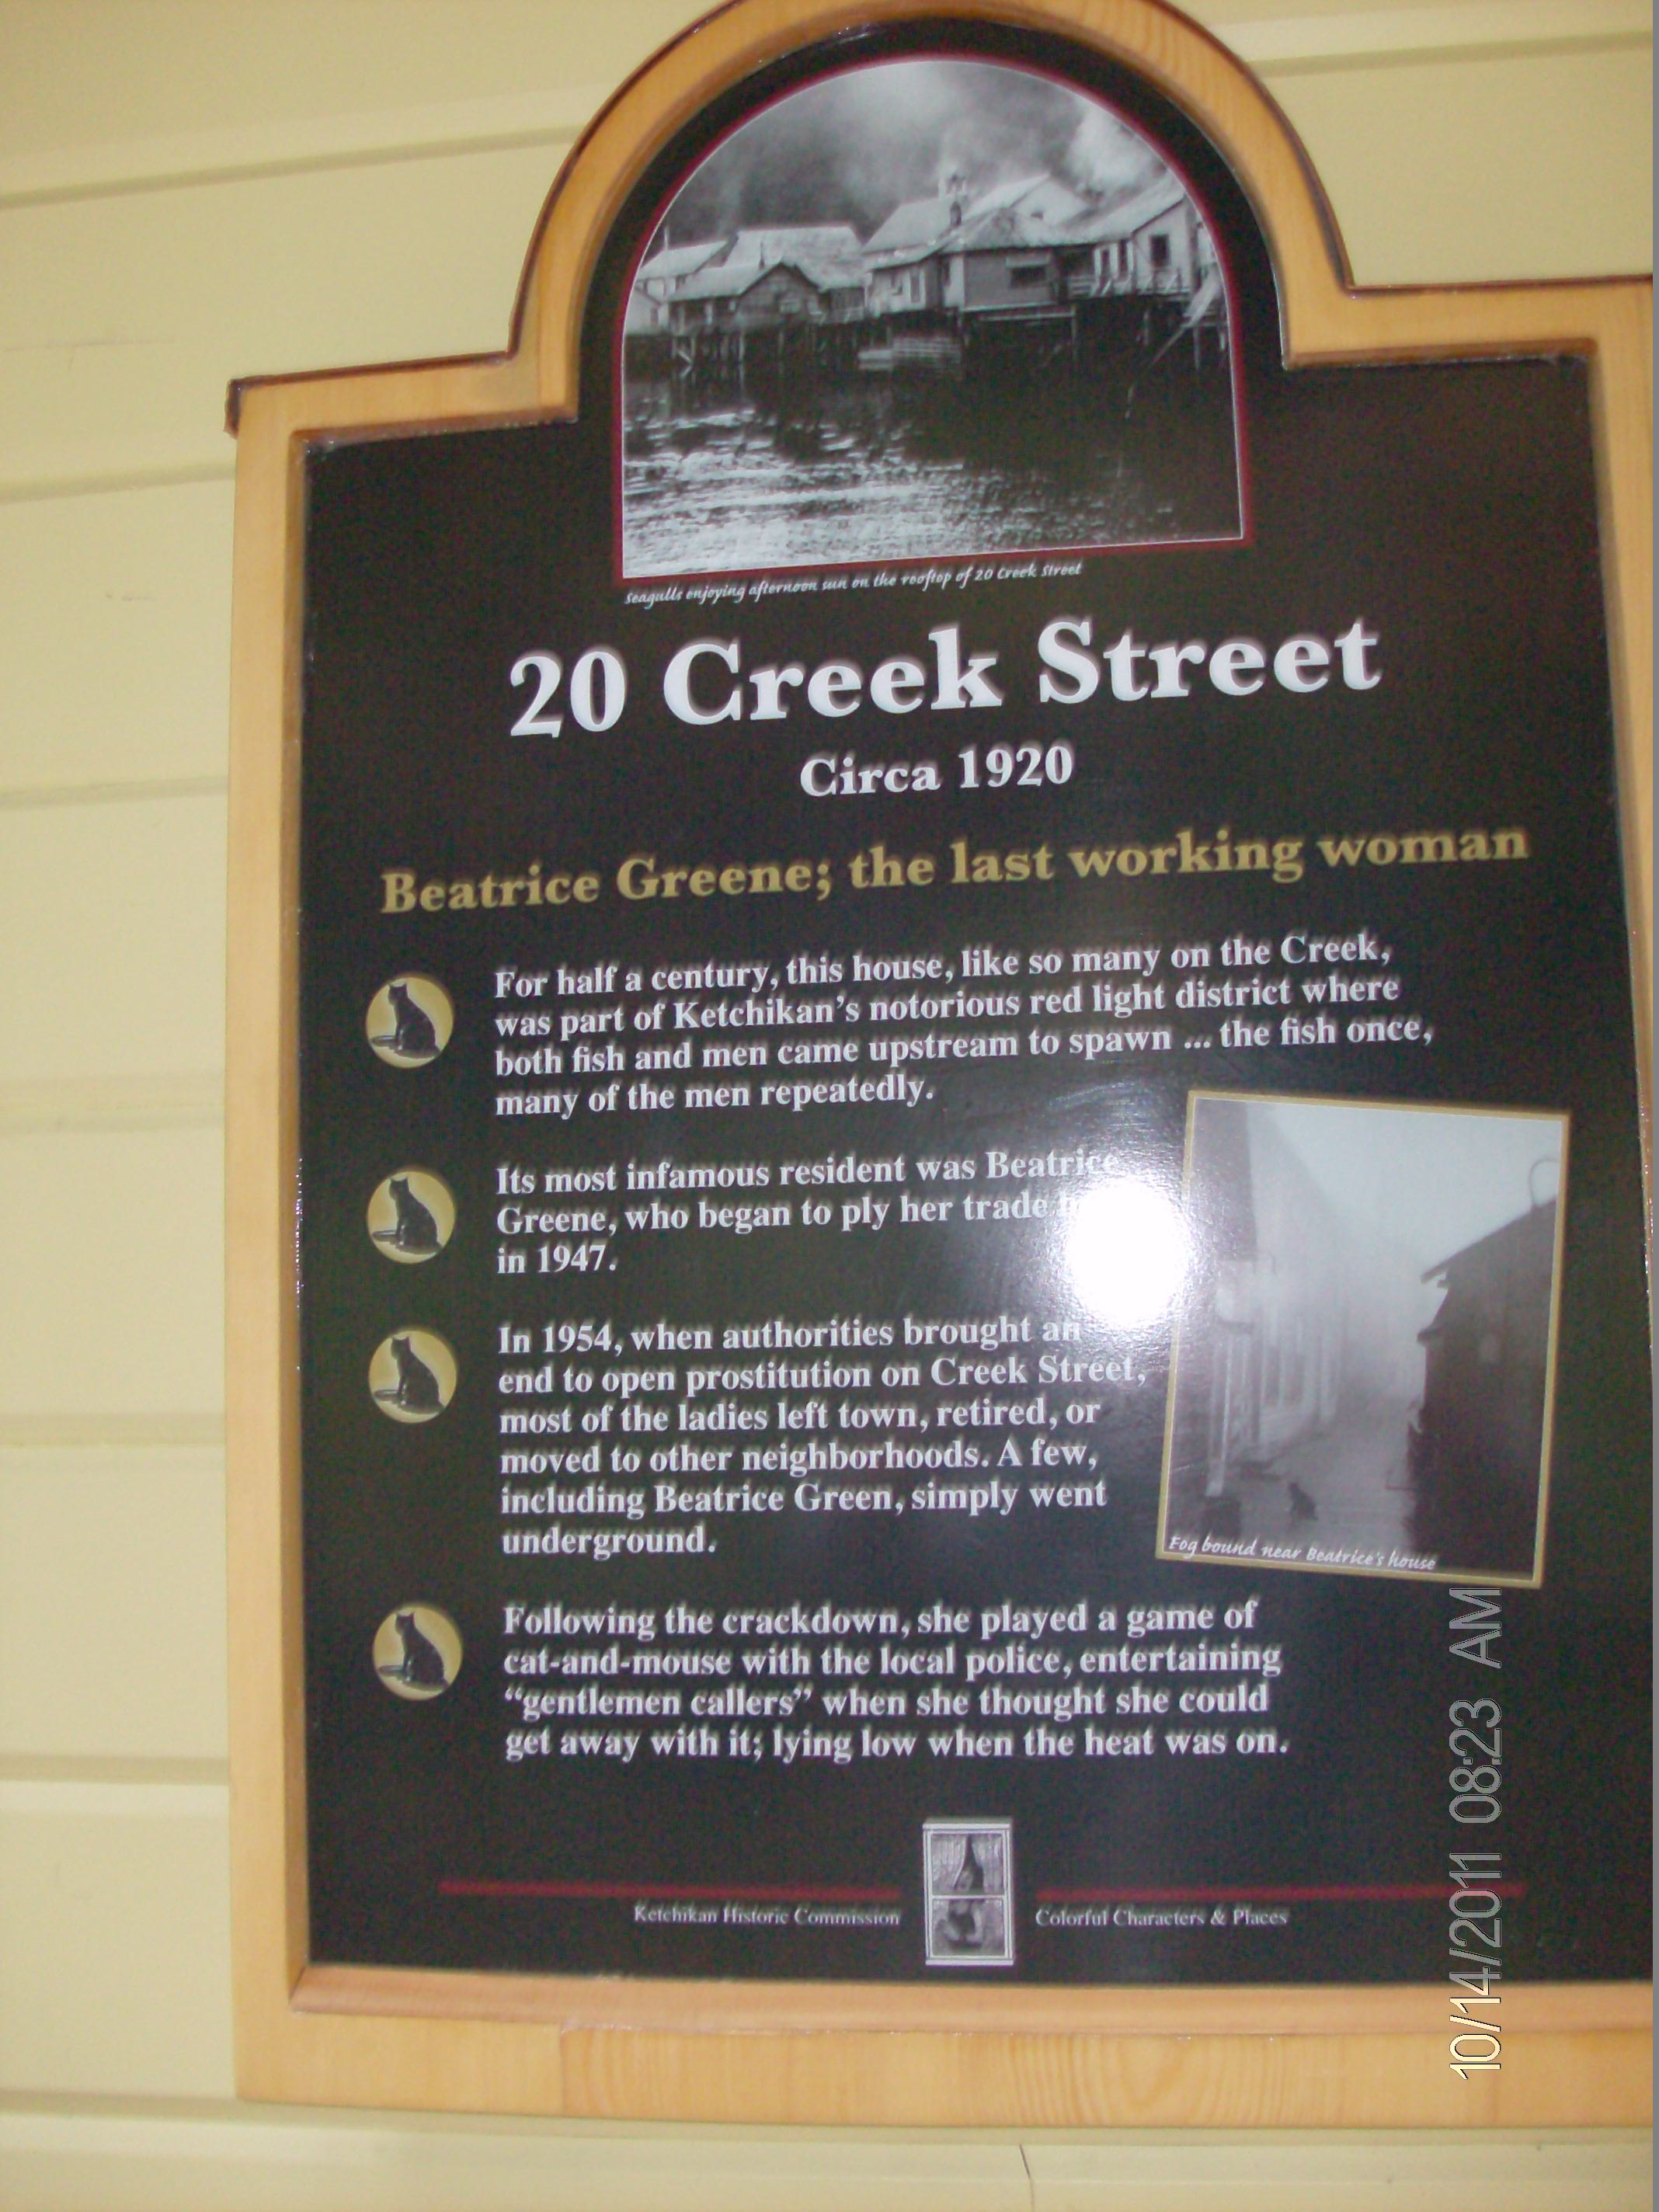 Seagulls enjoying afternoon sun on the rooftop of 20 Creek Street
20 Creek Street
Circa 1920
Beatrice Greene; the last working woman
For half a century, this house, like so many on the Creek,
was part of Ketchikan's notorious red light district where
both fish and men came upstream to spawn ... the fish once,
many of the men repeatedly.
Its most infamous resident was Beatrice
Greene, who began to ply her trade
in 1947.
In 1954, when authorities brought an
end to open prostitution on Creek Street,
most of the ladies left town, retired, or
moved to other neighborhoods. A few,
including Beatrice Green, simply went
underground.
Fog bound near Beatrice's house
Following the crackdown, she played a game of
cat-and-mouse with the local police, entertaining
“gentlemen callers” when she thought she could
get away with it; lying low when the heat was on.
Ketchikan Historic Commission
Colorful Characters & Places
10/14/2011 08:23 AM